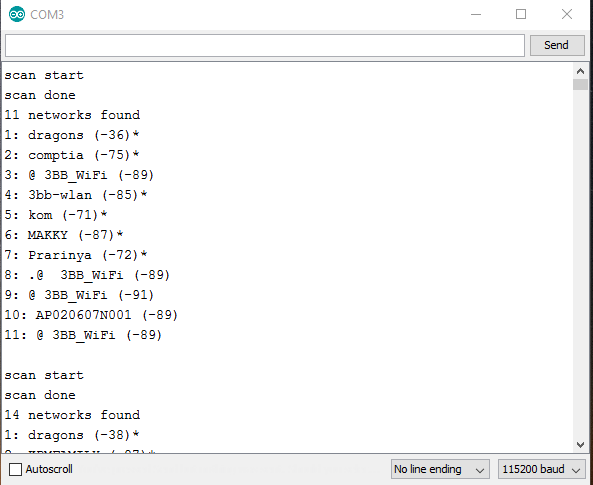 COM3
Send
scan start
scan done
11 networks found
1: dragons (-36)*
2: comptia (-75)*
3: @ 3BB_WiFi (-89)
4: 3bb-wlan (-85)*
5: kom (-71)*
6: MAKKY (-87)*
7: Prarinya (-72)*
8: .@  3BB_WiFi (-89)
9: @ 3BB_WiFi (-91)
10: AP020607N001 (-89)
11: @ 3BB_WiFi (-89)
scan start
scan done
14 networks found
1: dragons (-38)*
Autoscroll
No line ending
115200 baud